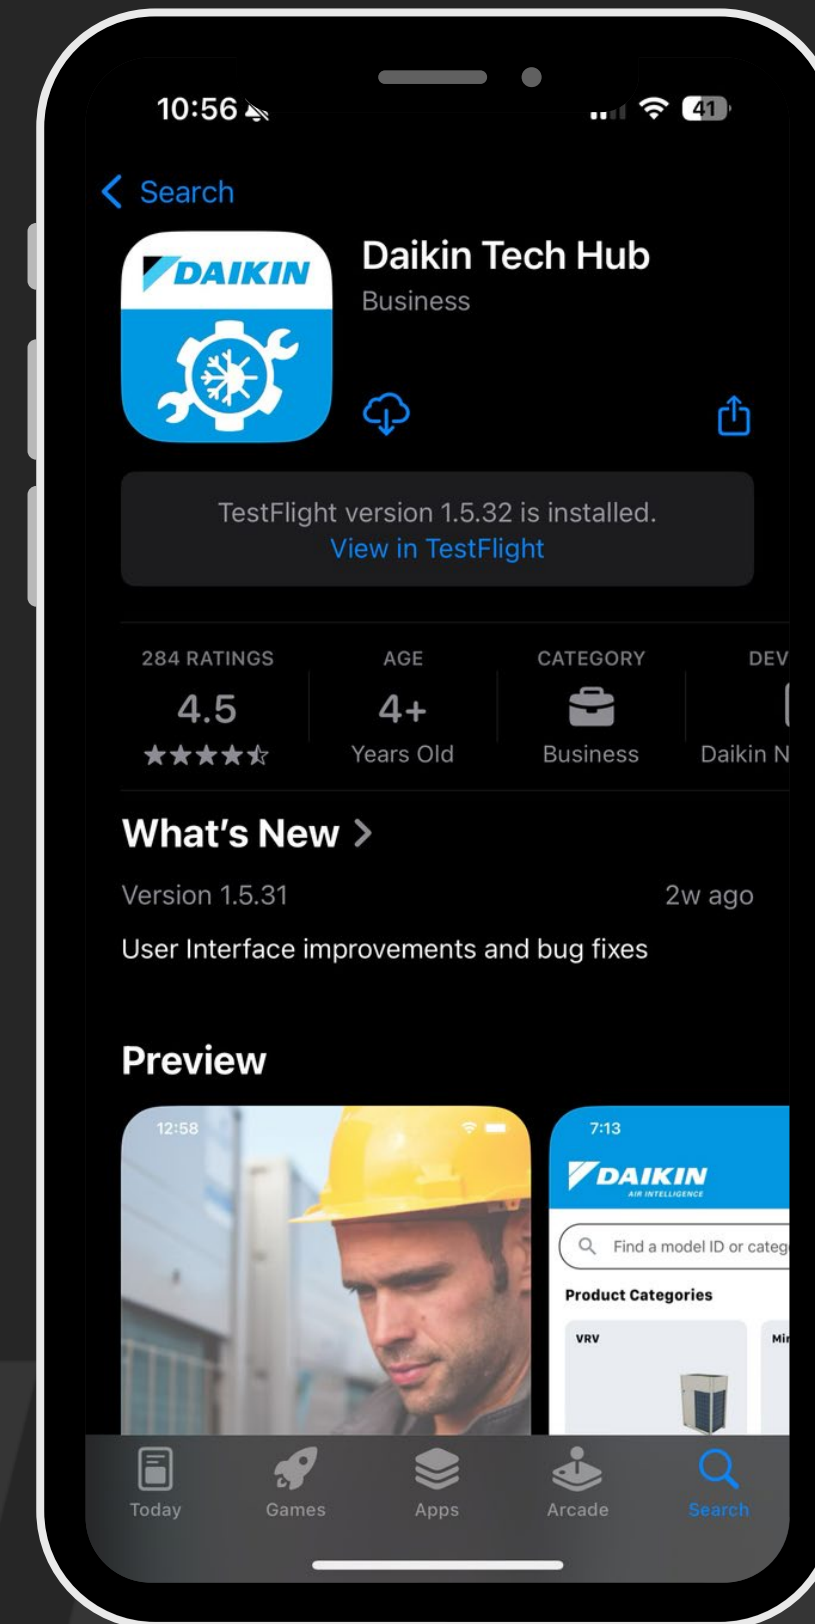 10:56
41
Search
DAIKIN
Daikin Tech Hub
Business
TestFlight version 1.5.32 is installed.
View in TestFlight
284 RATINGS
4.5
AGE
4+
Years Old
CATEGORY
Business
DEV
Daikin N
What's New
Version 1.5.31
2w ago
User Interface improvements and bug fixes
Preview
12:58
7:13
DAIKIN
AIR INTELLIGENCE
Find a model ID or categ
Product Categories
VRV
Min
Today
Games
Apps
Arcade
Search